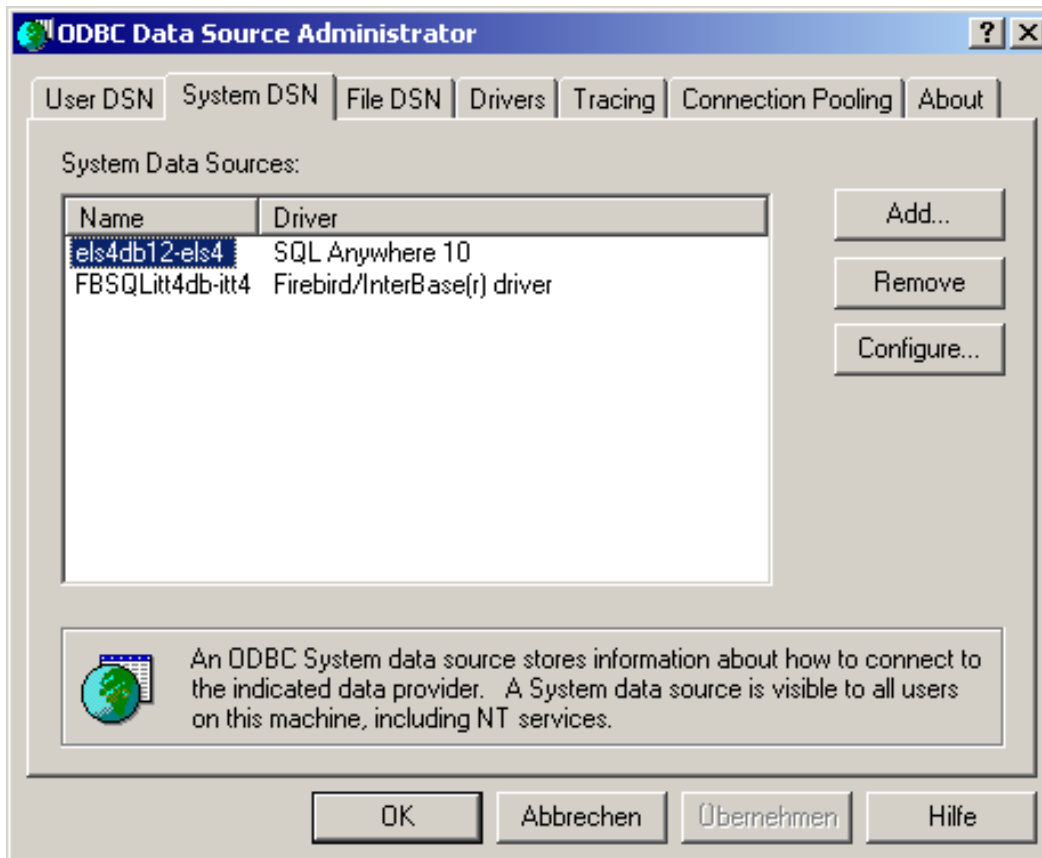 ODBC Data Source Administrator
User DSN System DSN File DSN Drivers Tracing Connection Pooling About
System Data Sources:
Name Driver
els4db12-els4 SQL Anywhere 10
FBSQLitt4db-itt4 Firebird/InterBase(r) driver
Add...
Remove
Configure...
An ODBC System data source stores information about how to connect to
the indicated data provider. A System data source is visible to all users
on this machine, including NT services.
OK Abbrechen Übernehmen Hilfe